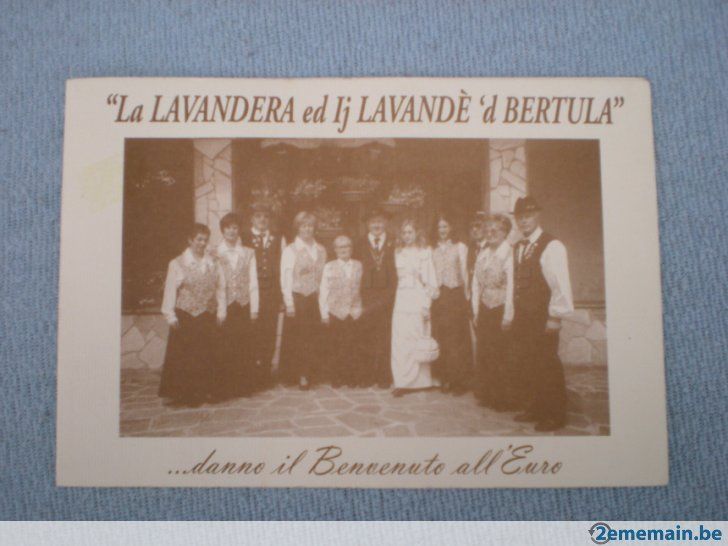 "La LAVANDERA ed Ij LAVANDÈ 'd BERTULA"
...danno il Benvenuto all'Euro
2ememain.be